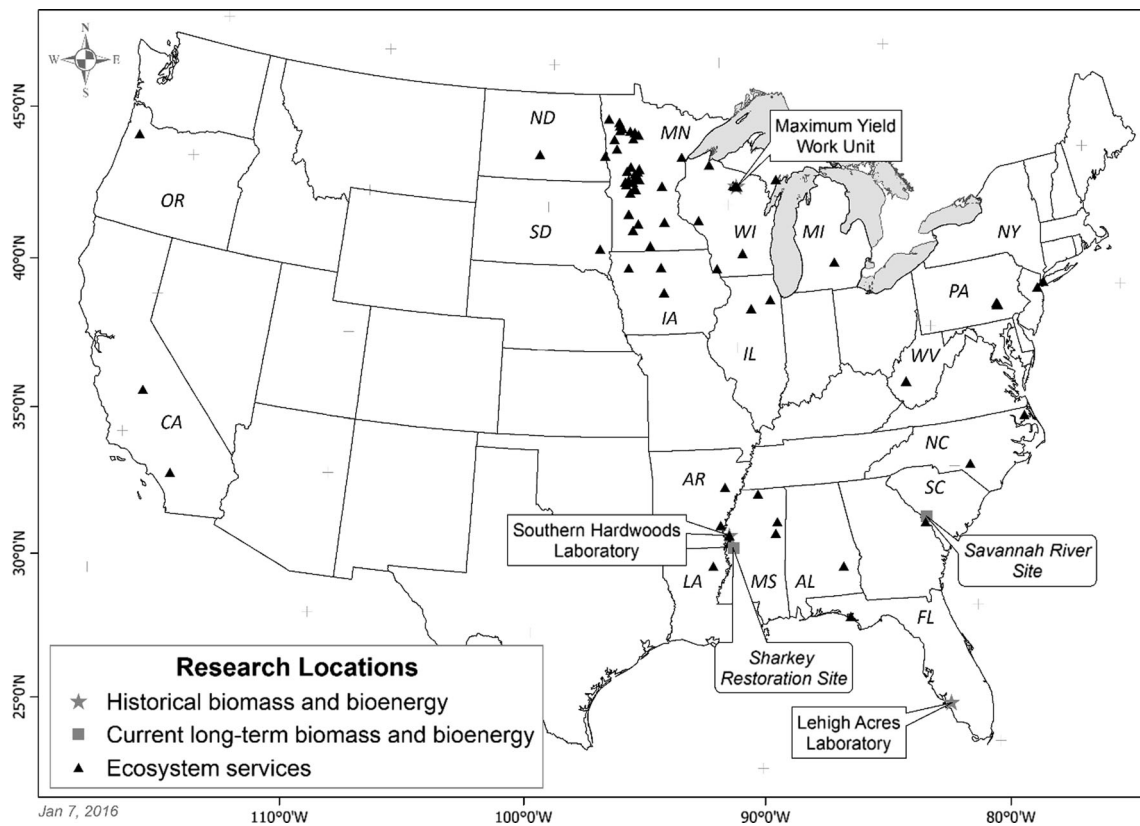 N
W E
S
45°0'N
40°0'N
35°0'N
30°0'N
25°0'N
ND
MN
Maximum Yield
Work Unit
OR
SD
WI
MI
NY
IA
PA
IL
WV
CA
NC
AR
SC
Southern Hardwoods
Laboratory
Savannah River
Site
LA
MS
AL
FL
Sharkey
Restoration Site
Lehigh Acres
Laboratory
Research Locations
Historical biomass and bioenergy
Current long-term biomass and bioenergy
Ecosystem services
Jan 7, 2016
110°0'W
100°0'W
90°0'W
80°0'W